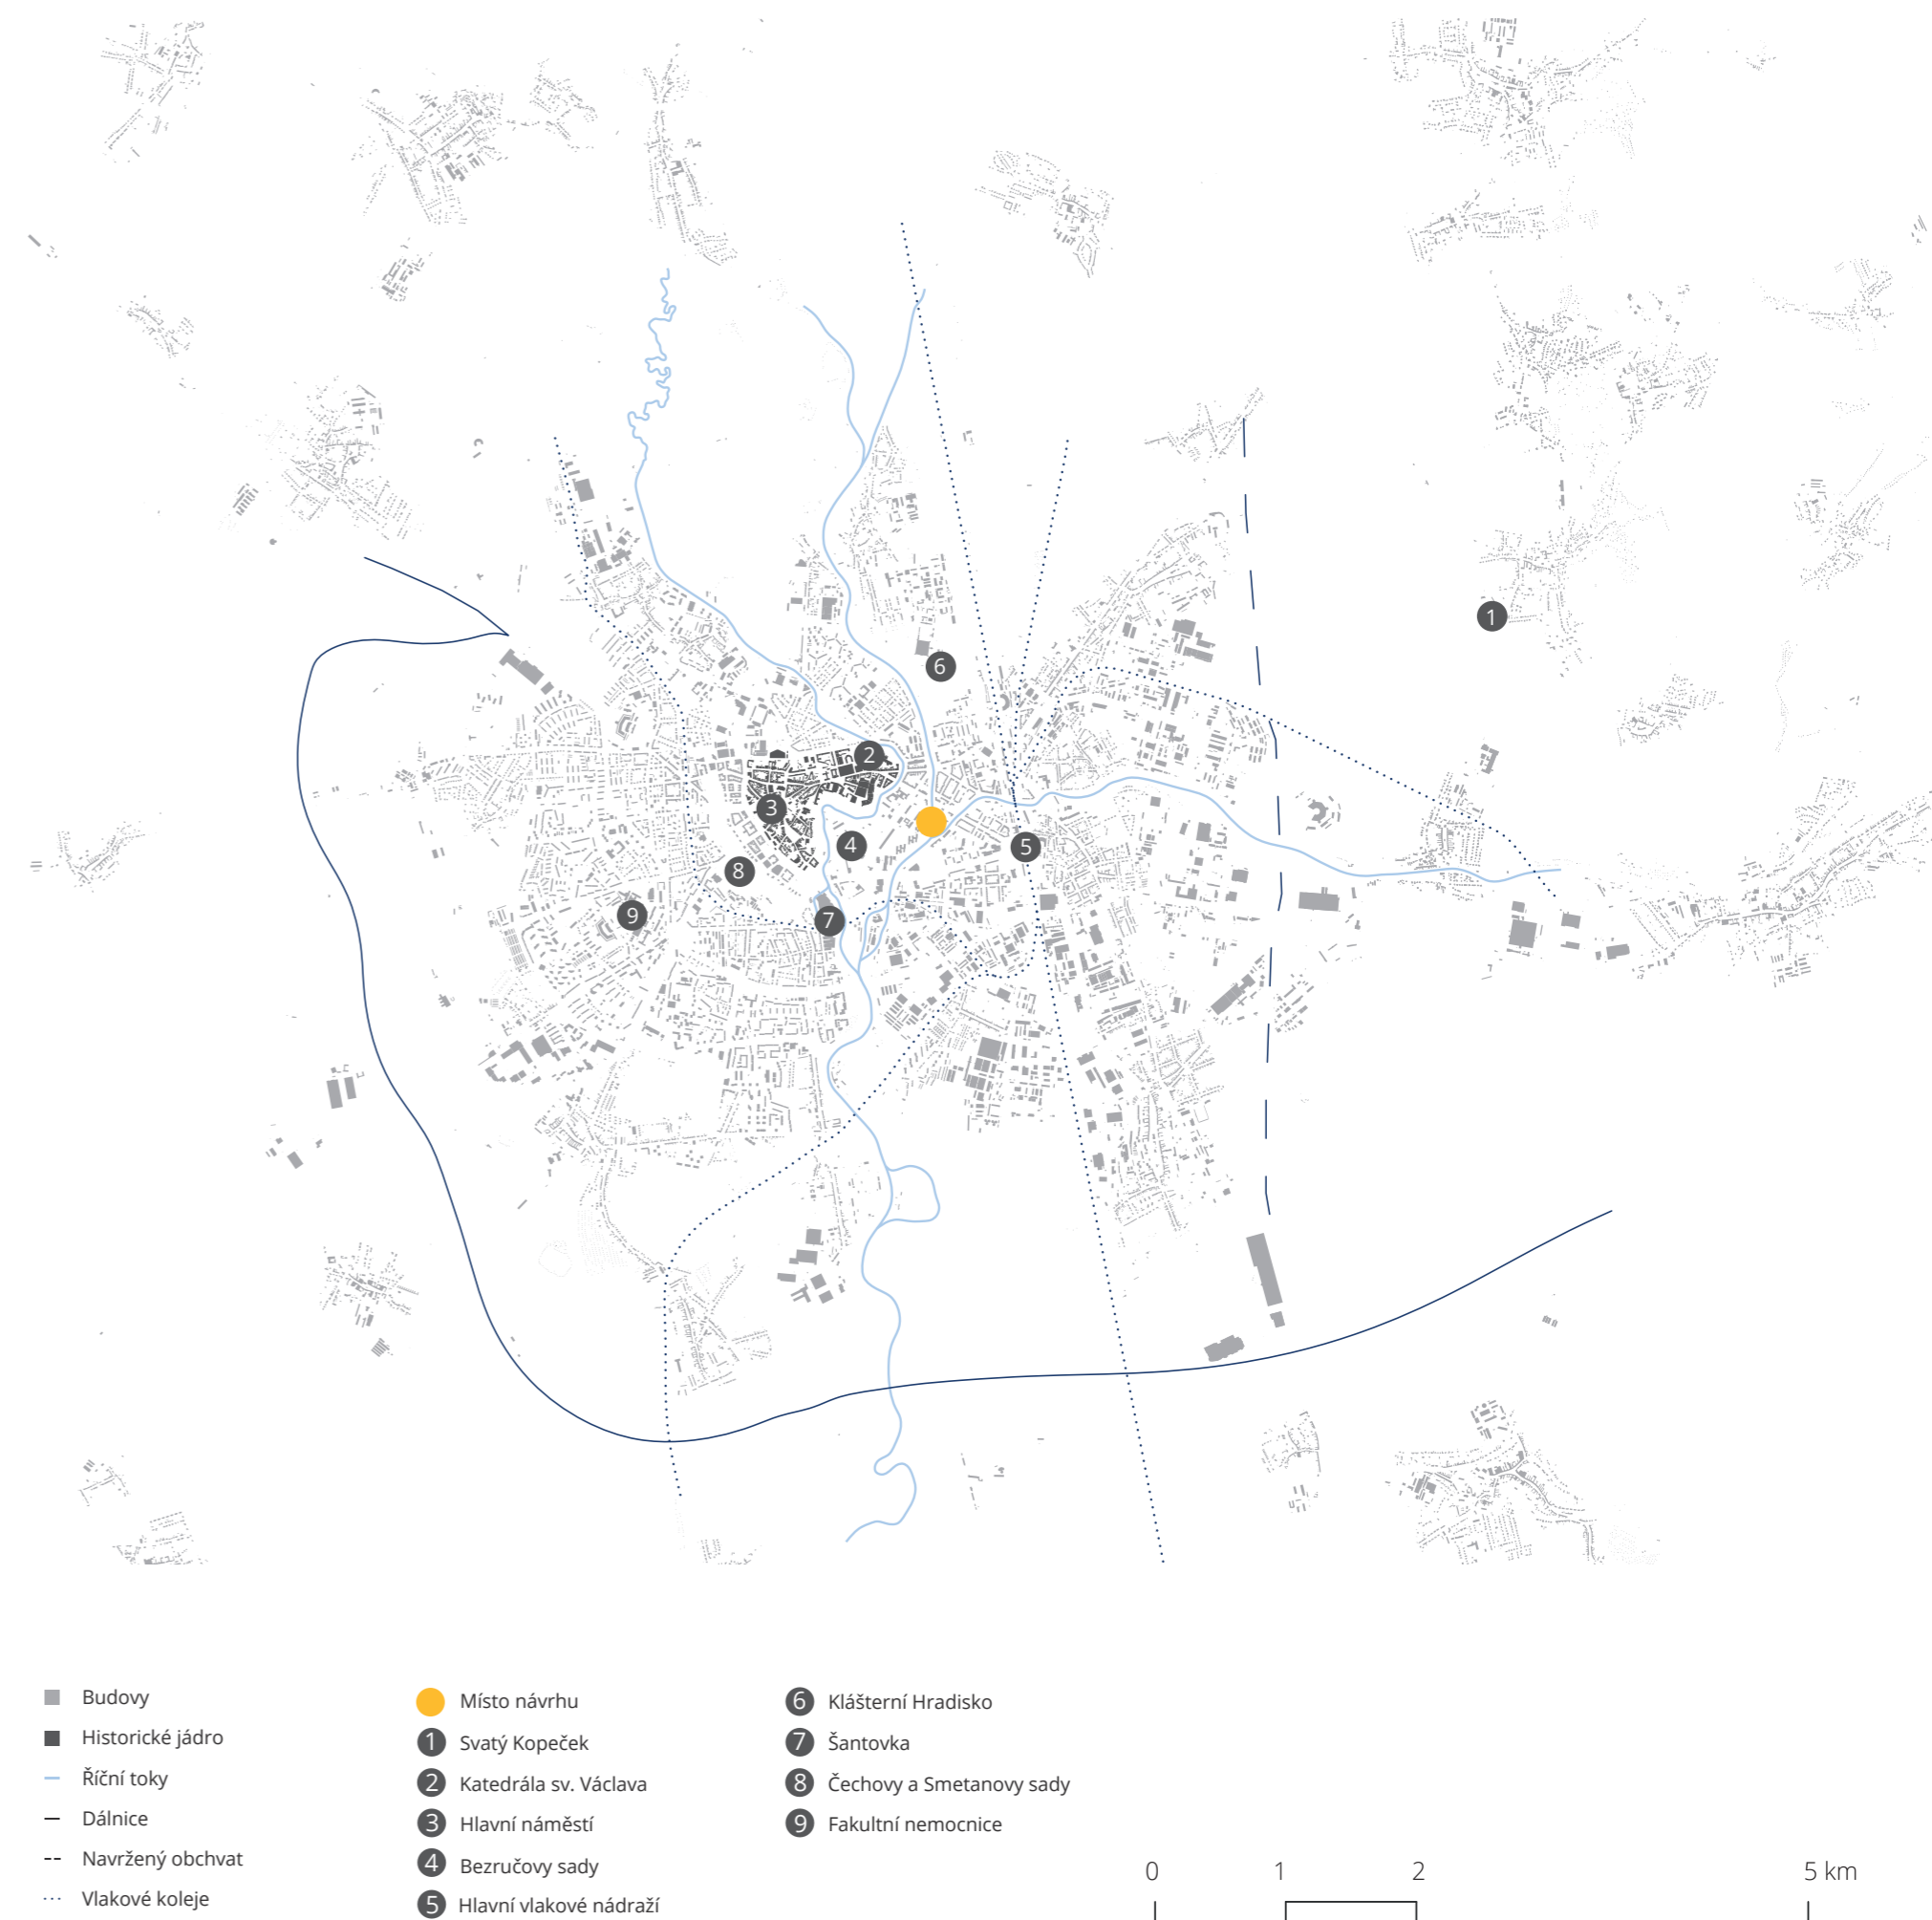 1
6
2
3
4
5
8
9
7
Budovy
Historické jádro
Říční toky
Dálnice
Navržený obchvat
Vlakové koleje
Místo návrhu
1 Svatý Kopeček
2 Katedrála sv. Václava
3 Hlavní náměstí
4 Bezručovy sady
5 Hlavní vlakové nádraží
6 Klášterní Hradisko
7 Šantovka
8 Čechovy a Smetanovy sady
9 Fakultní nemocnice
0 1 2 5 km